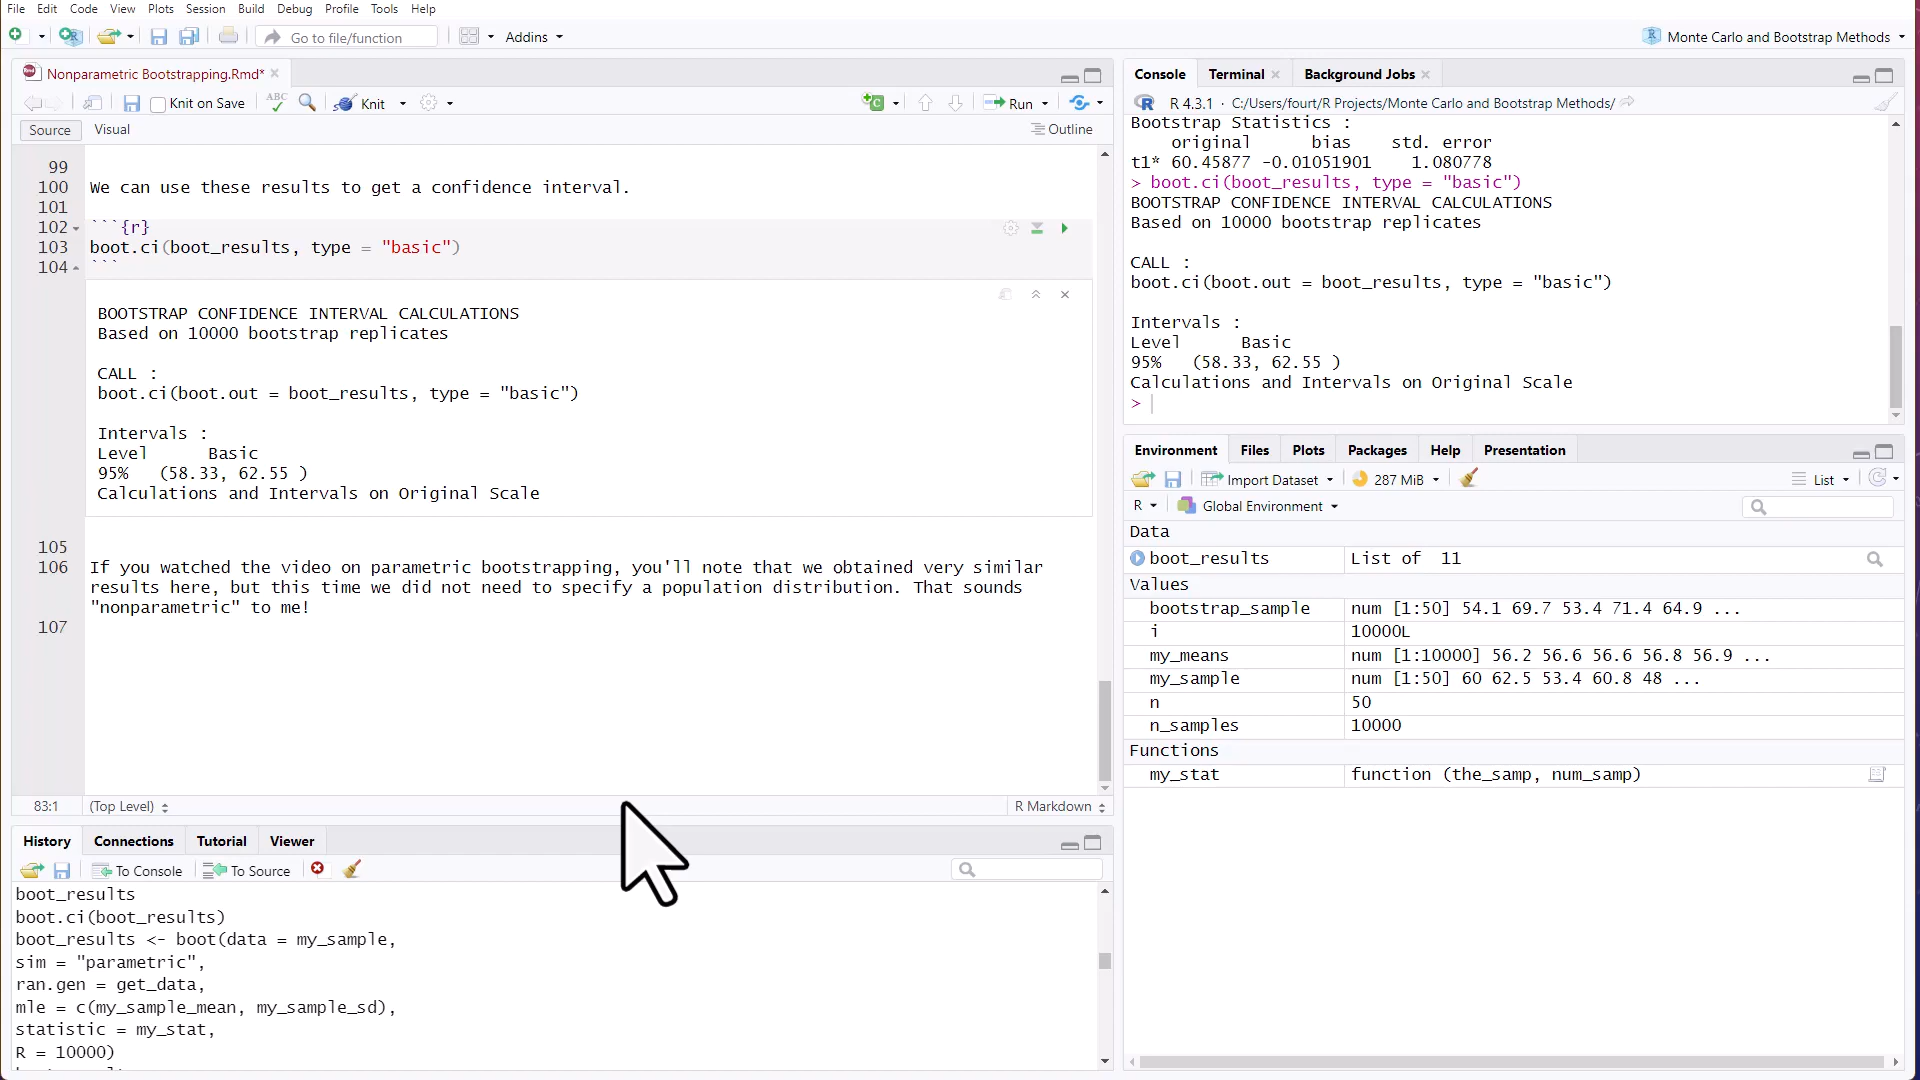 File Edit Code View Plots Session Build Debug Profile Tools Help
Go to file/function
Addins
Monte Carlo and Bootstrap Methods
Nonparametric Bootstrapping.Rmd*
Knit on Save
ABC
Knit
Run
Source Visual
Outline
99
100 We can use these results to get a confidence interval.
101
102 ```{r}
103 boot.ci(boot_results, type = "basic")
104 ```
BOOTSTRAP CONFIDENCE INTERVAL CALCULATIONS
Based on 10000 bootstrap replicates
CALL :
boot.ci(boot.out = boot_results, type = "basic")
Intervals :
Level Basic
95% (58.33, 62.55 )
Calculations and Intervals on Original Scale
105
106 If you watched the video on parametric bootstrapping, you'll note that we obtained very similar
results here, but this time we did not need to specify a population distribution. That sounds
"nonparametric" to me!
107
83:1 (Top Level)
R Markdown
History Connections Tutorial Viewer
To Console To Source
boot_results
boot.ci(boot_results)
boot_results <- boot(data = my_sample,
sim = "parametric",
ran.gen = get_data,
mle = c(my_sample_mean, my_sample_sd),
statistic = my_stat,
R = 10000)
Console Terminal Background Jobs
R 4.3.1 · C:/Users/fourt/R Projects/Monte Carlo and Bootstrap Methods/
Bootstrap Statistics :
original bias std. error
t1* 60.45877 -0.01051901 1.080778
> boot.ci(boot_results, type = "basic")
BOOTSTRAP CONFIDENCE INTERVAL CALCULATIONS
Based on 10000 bootstrap replicates
CALL :
boot.ci(boot.out = boot_results, type = "basic")
Intervals :
Level Basic
95% (58.33, 62.55 )
Calculations and Intervals on Original Scale
>
Environment Files Plots Packages Help Presentation
Import Dataset 287 MiB List
R Global Environment
Data
boot_results List of 11
Values
bootstrap_sample num [1:50] 54.1 69.7 53.4 71.4 64.9 ...
i 10000L
my_means num [1:10000] 56.2 56.6 56.6 56.8 56.9 ...
my_sample num [1:50] 60 62.5 53.4 60.8 48 ...
n 50
n_samples 10000
Functions
my_stat function (the_samp, num_samp)